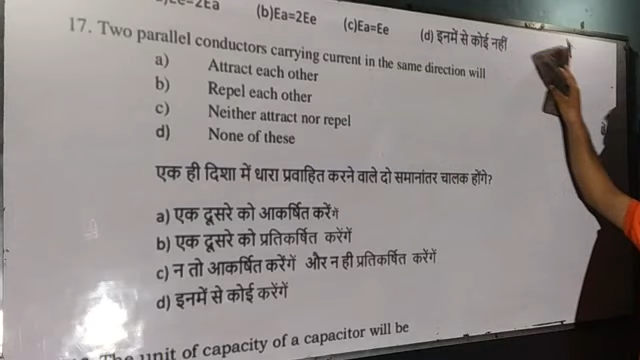 (b)Ea=2Ee (c)Ea=Ee (d) इनमें से कोई नहीं
17. Two parallel conductors carrying current in the same direction will
a) Attract each other
b) Repel each other
c) Neither attract nor repel
d) None of these
एक ही दिशा में धारा प्रवाहित करने वाले दो समानांतर चालक होंगे?
a) एक दूसरे को आकर्षित करेंगें
b) एक दूसरे को प्रतिकर्षित करेंगें
c) न तो आकर्षित करेंगें और न ही प्रतिकर्षित करेंगें
d) इनमें से कोई करेंगें
The unit of capacity of a capacitor will be